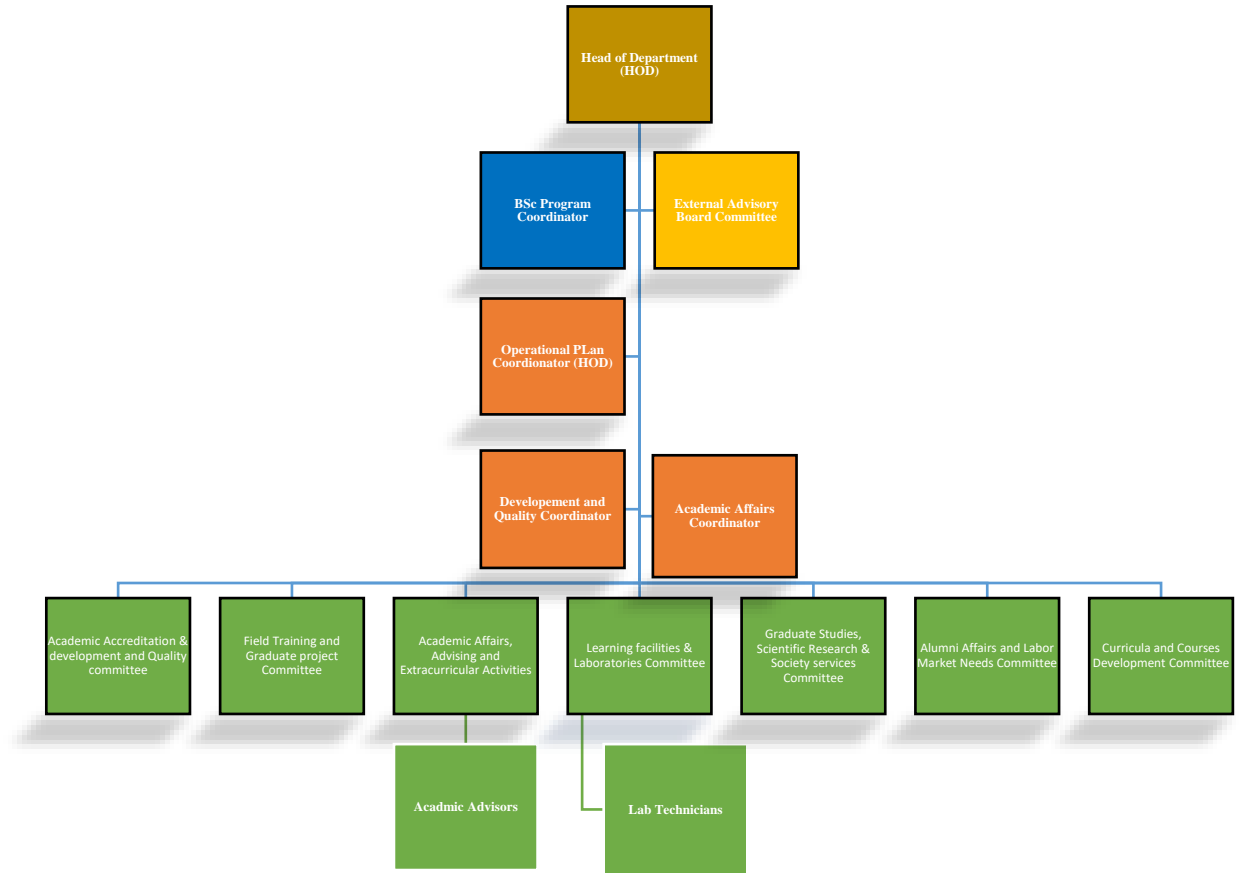 Head of Department
(HOD)
BSc Program
Coordinator
External Advisory
Board Committee
Operational PLan
Coordionator (HOD)
Developement and
Quality Coordinator
Academic Affairs
Coordinator
Academic Accreditation &
development and Quality
committee
Field Training and
Graduate project
Committee
Academic Affairs,
Advising and
Extracurricular Activities
Learning facilities &
Laboratories Committee
Graduate Studies,
Scientific Research &
Society services
Committee
Alumni Affairs and Labor
Market Needs Committee
Curricula and Courses
Development Committee
Acadmic Advisors
Lab Technicians